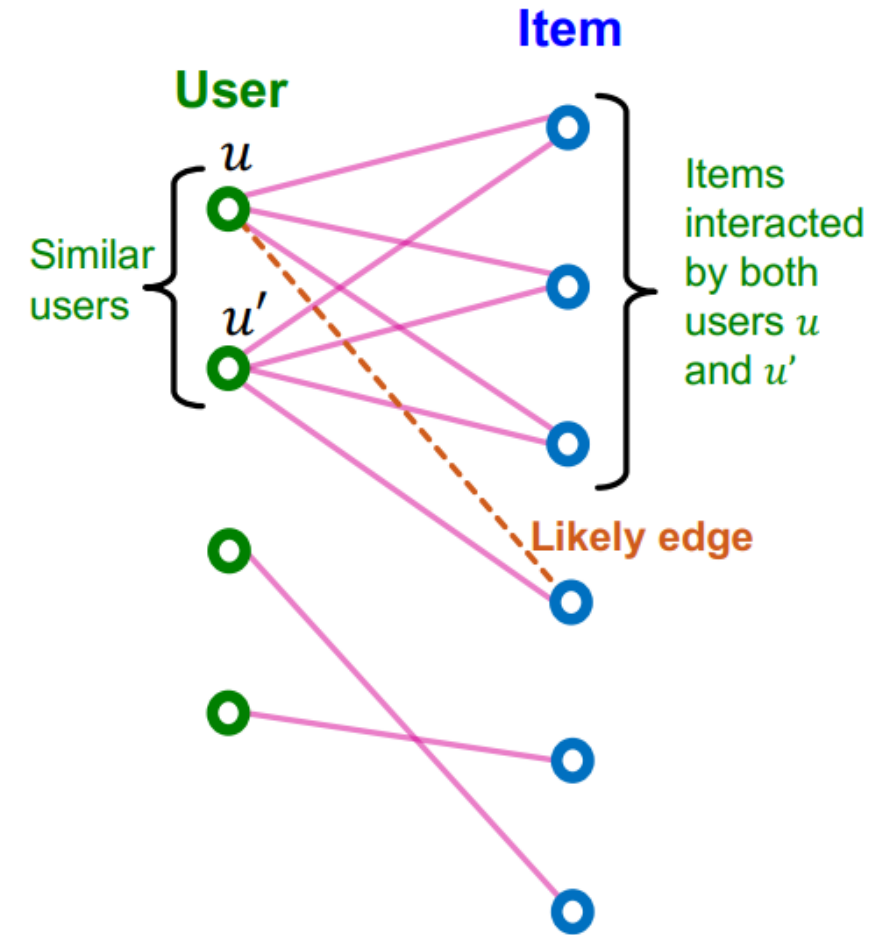 Item
User
u
Similar
users
u′
Items
interacted
by both
users u
and u’
Likely edge